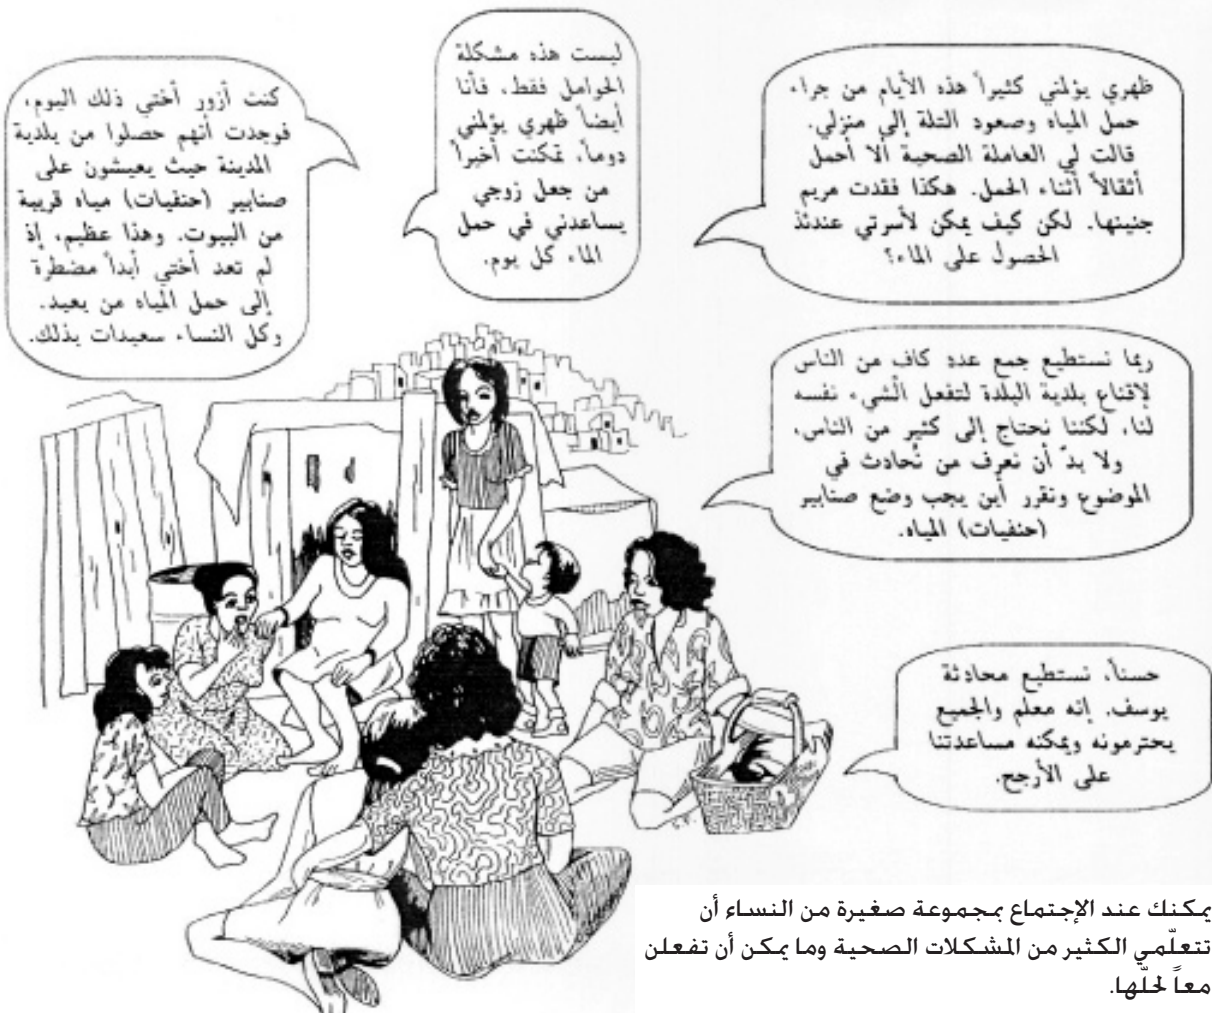 ظهري يؤلمني كثيراً هذه الأيام من جراء
حمل المياه وصعود التلة إلى منزلي.
قالت لي العاملة الصحية ألا أحمل
أثقالاً أثناء الحمل. هكذا فقدت مريم
جنينها. لكن كيف يمكن لأسرتي عندئذ
الحصول على الماء؟
ليست هذه مشكلة
الحوامل فقط، فأنا
أيضاً ظهري يؤلمني
دوماً، تمكنت أخيراً
من جعل زوجي
يساعدني في حمل
الماء كل يوم.
كنت أزور أختي ذلك اليوم،
فوجدت أنهم حصلوا من بلدية
المدينة حيث يعيشون على
صنابير (حنفيات) مياه قريبة
من البيوت. وهذا عظيم، إذ
لم تعد أختي أبداً مضطرة
إلى حمل المياه من بعيد.
وكل النساء سعيدات بذلك.
ربما نستطيع جمع عدد كاف من الناس
لإقناع بلدية البلدة لتفعل الشيء نفسه
لنا، لكننا نحتاج إلى كثير من الناس،
ولا بدّ أن نعرف من نُحادث في
الموضوع ونقرر أين يجب وضع صنابير
(حنفيات) المياه.
حسناً، نستطيع محادثة
يوسف. إنه معلم والجميع
يحترمونه ويمكنه مساعدتنا
على الأرجح.
يمكنك عند الإجتماع بمجموعة صغيرة من النساء أن
تتعلّمي الكثير من المشكلات الصحية وما يمكن أن تفعلن
معاً لحلّها.